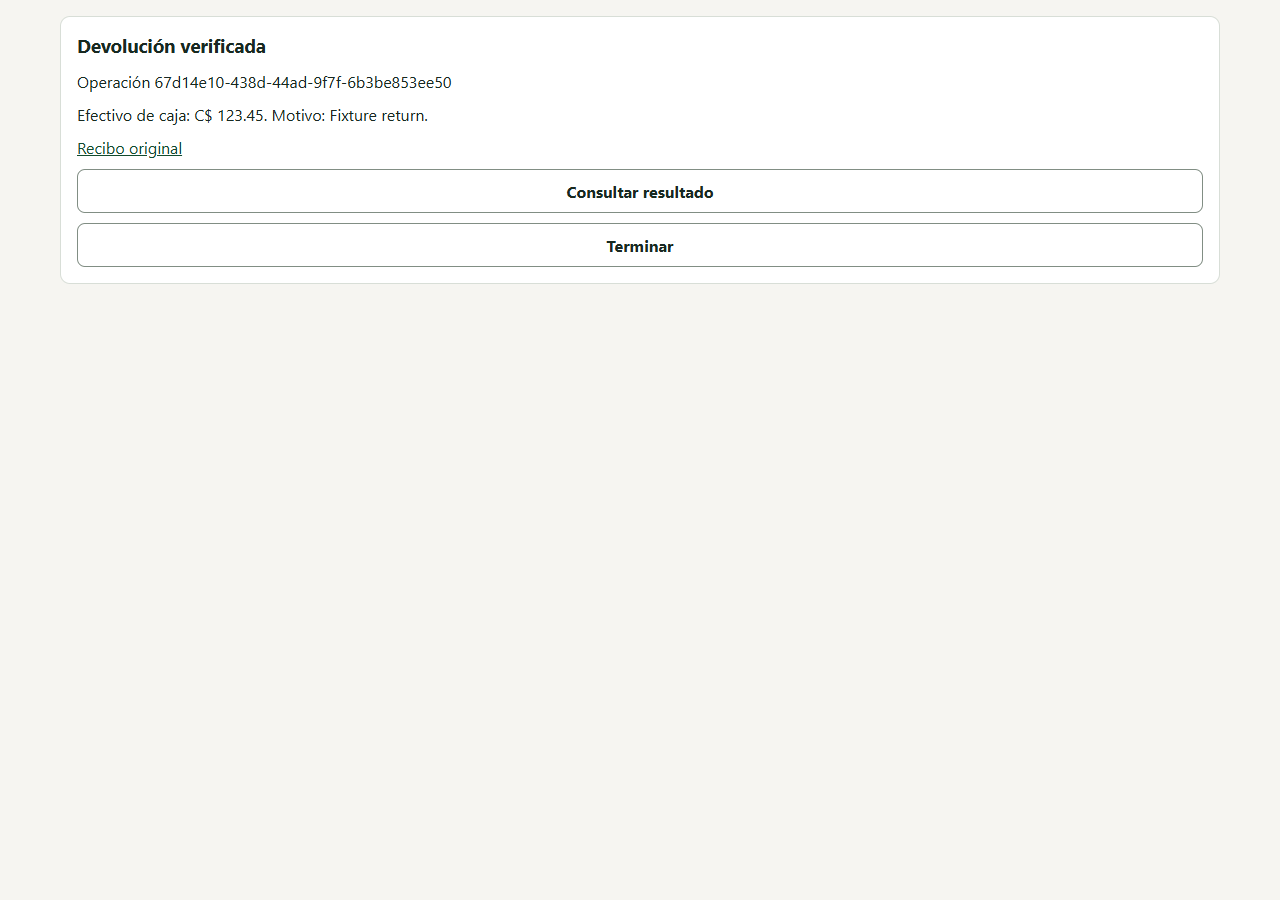 Devolución verificada
Operación 67d14e10-438d-44ad-9f7f-6b3be853ee50
Efectivo de caja: C$ 123.45. Motivo: Fixture return.
Recibo original
Consultar resultado
Terminar